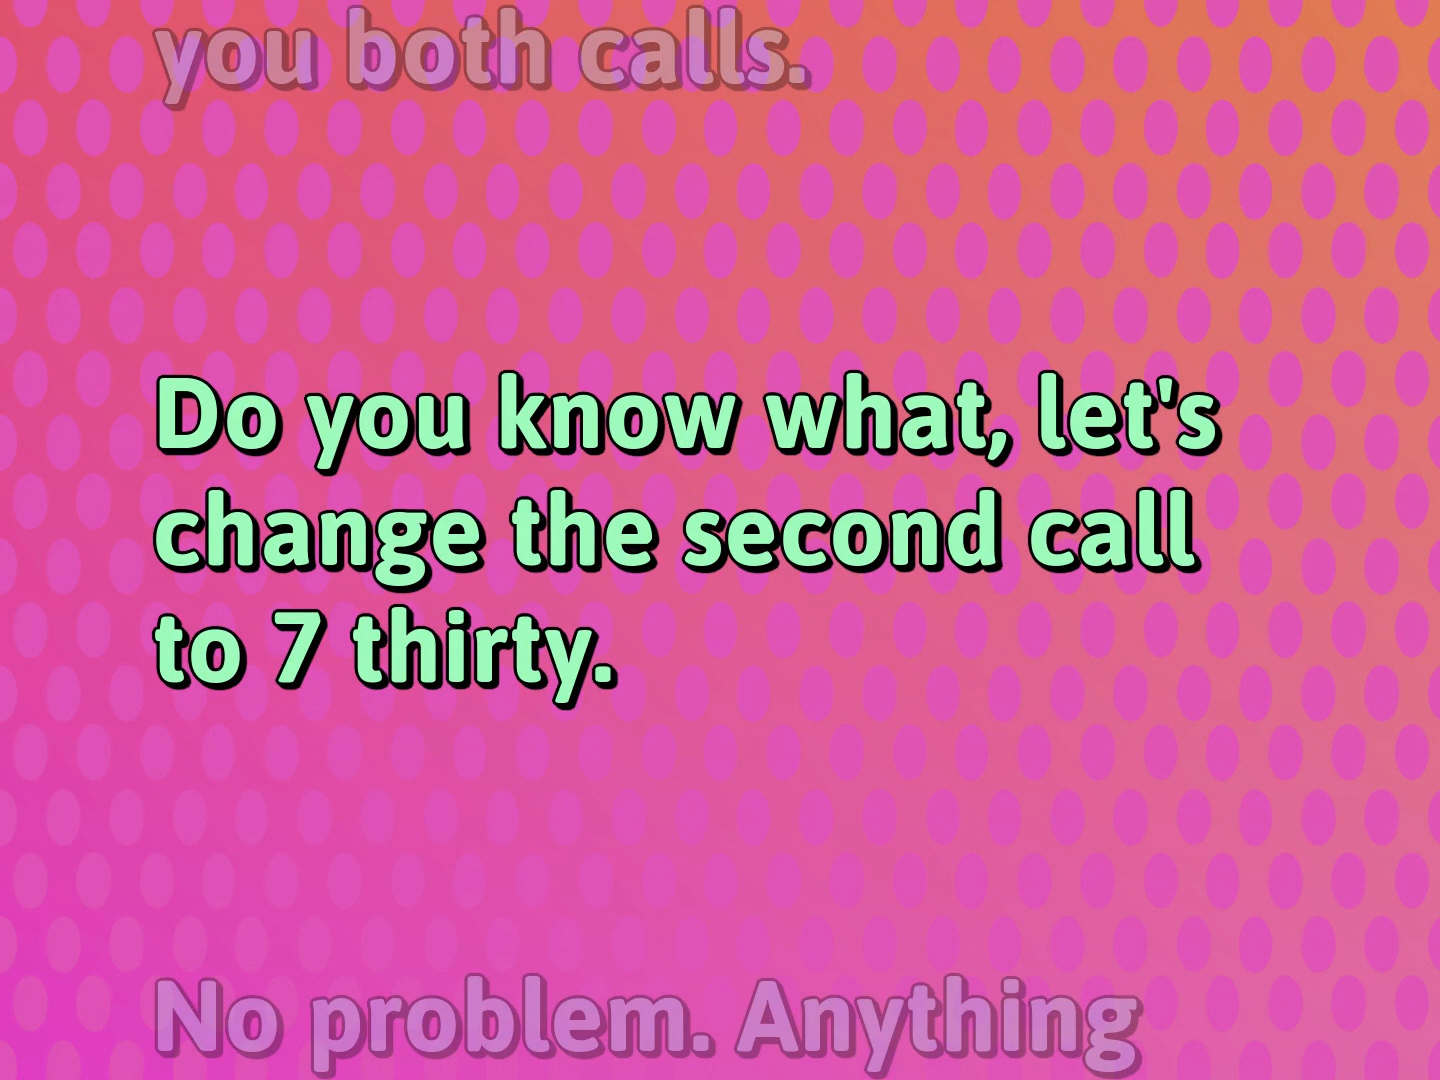 you both calls.
Do you know what, let's
change the second call
to 7 thirty.
No problem. Anything